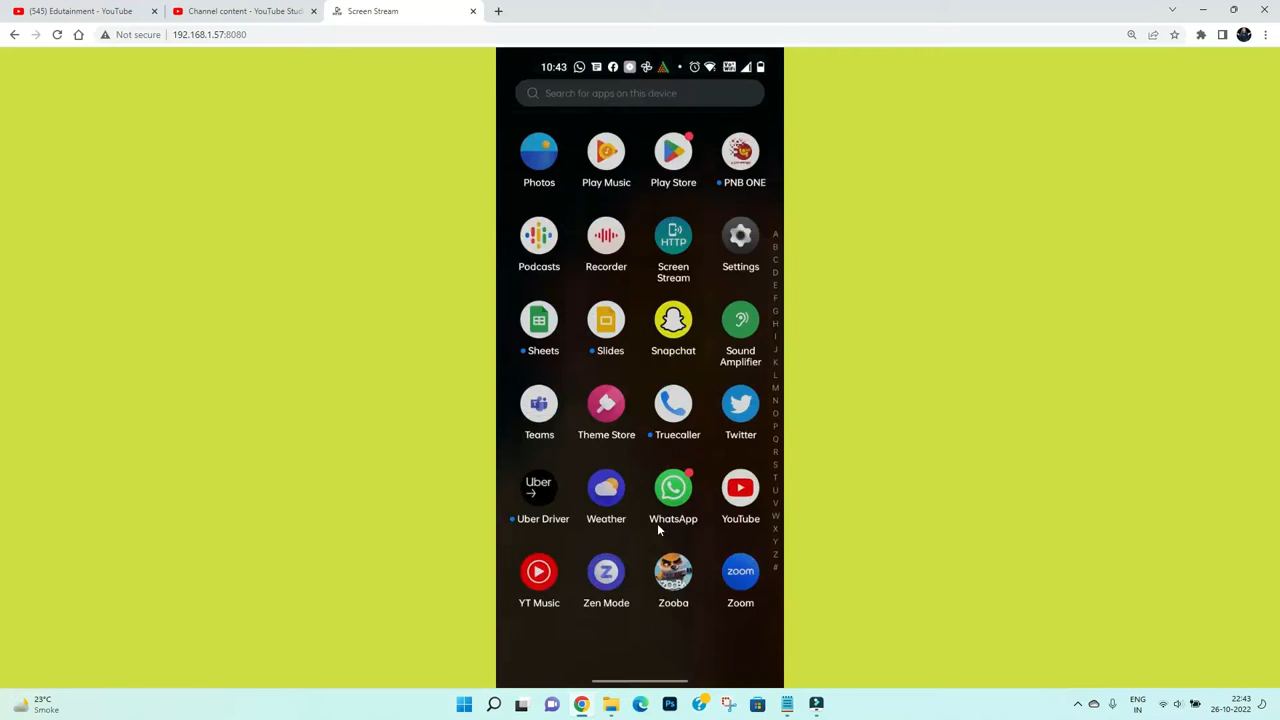 (545) Edutainment - YouTube
Channel content - YouTube Stud
Screen Stream
Not secure
192.168.1.57:8080
10:43
Search for apps on this device
Photos
Play Music
Play Store
PNB ONE
Podcasts
Recorder
HTTP
Screen
Stream
Settings
Sheets
Slides
Snapchat
Sound
Amplifier
Teams
Theme Store
Truecaller
Twitter
Uber
Uber Driver
Weather
WhatsApp
YouTube
YT Music
Z
Zen Mode
ZOOBA
Zooba
zoom
Zoom
A
B
C
D
E
F
G
H
I
J
K
L
M
N
O
P
Q
R
S
T
U
V
W
X
Y
Z
#
23°C
Smoke
Ps
ENG
IN
22:43
26-10-2022